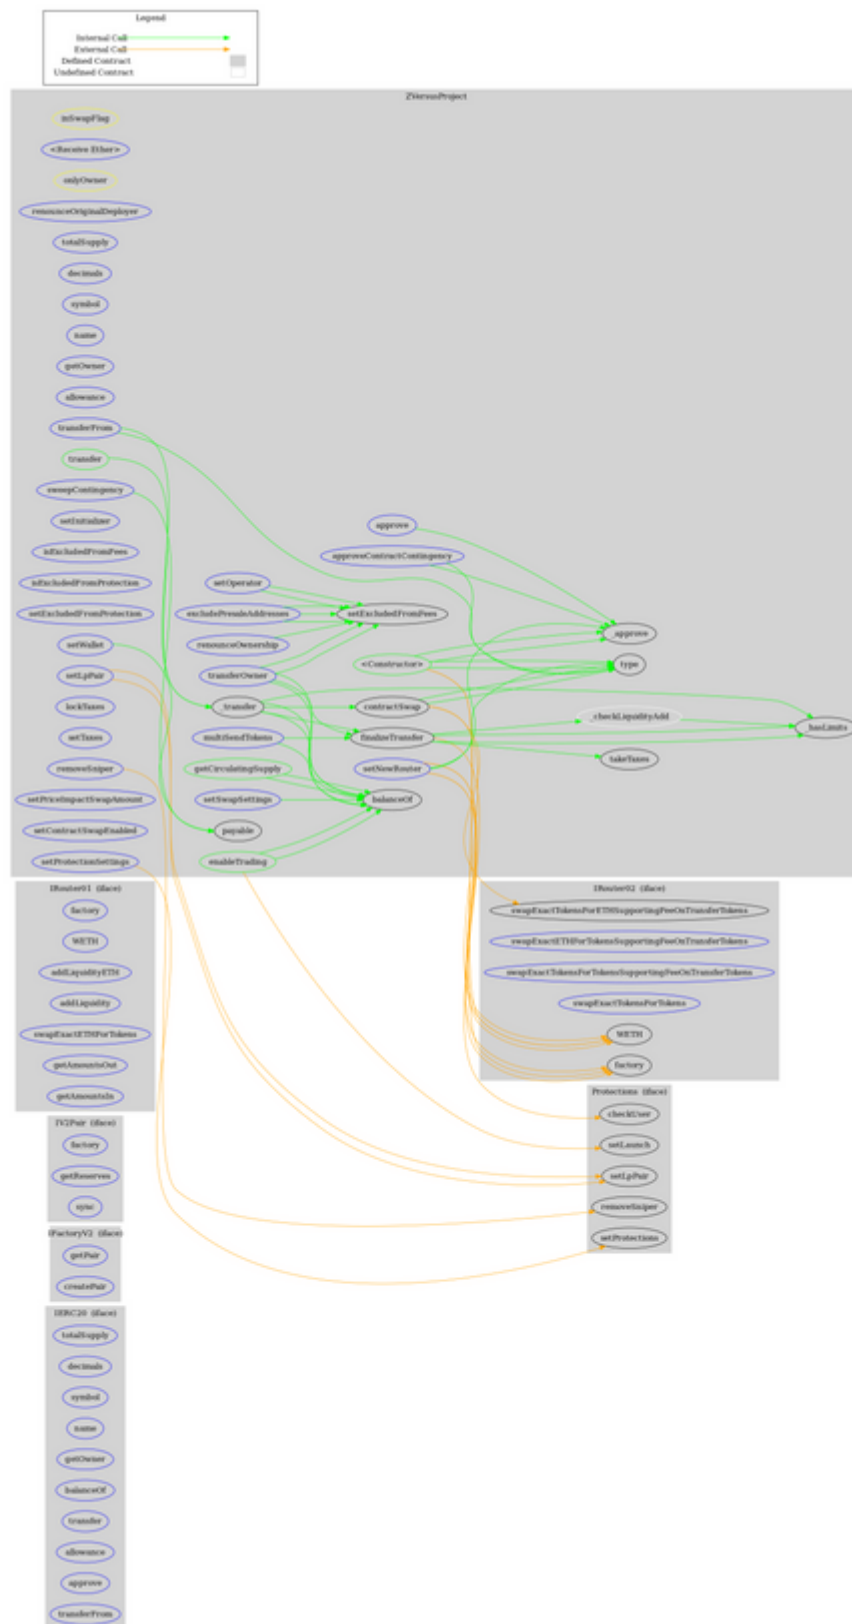 Legend
Internal Call
External Call
Defined Contract
Undefined Contract
ZVersusProject
inSwapFlag
<Receive Ether>
onlyOwner
renounceOriginalDeployer
totalSupply
decimals
symbol
name
getOwner
allowance
transferFrom
transfer
sweepContingency
setInitializer
isExcludedFromFees
isExcludedFromProtection
setExcludedFromProtection
setWallet
setLpPair
lockTaxes
setTaxes
removeSniper
setPriceImpactSwapAmount
setContractSwapEnabled
setProtectionSettings
setOperator
excludePresaleAddresses
renounceOwnership
transferOwner
_transfer
multiSendTokens
getCirculatingSupply
setSwapSettings
payable
enableTrading
approve
approveContractContingency
setExcludedFromFees
<Constructor>
contractSwap
finalizeTransfer
setNewRouter
balanceOf
_approve
type
_checkLiquidityAdd
takeTaxes
_hasLimits
IRouter01 (iface)
factory
WETH
addLiquidityETH
addLiquidity
swapExactETHForTokens
getAmountsOut
getAmountsIn
IRouter02 (iface)
swapExactTokensForETHSupportingFeeOnTransferTokens
swapExactETHForTokensSupportingFeeOnTransferTokens
swapExactTokensForTokensSupportingFeeOnTransferTokens
swapExactTokensForTokens
WETH
factory
Protections (iface)
checkUser
setLaunch
setLpPair
removeSniper
setProtections
IV2Pair (iface)
factory
getReserves
sync
IFactoryV2 (iface)
getPair
createPair
IERC20 (iface)
totalSupply
decimals
symbol
name
getOwner
balanceOf
transfer
allowance
approve
transferFrom